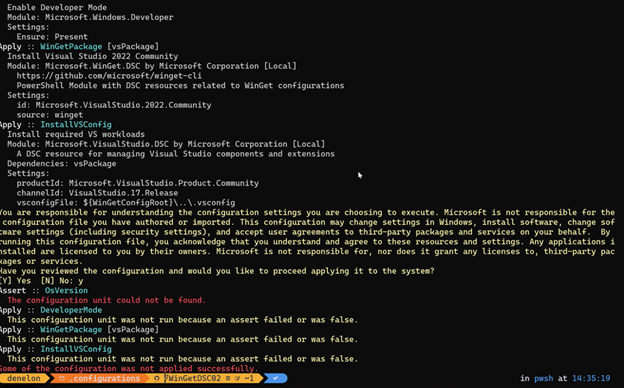 Enable Developer Mode
Module: Microsoft.Windows.Developer
Settings:
Ensure: Present
Apply :: WinGetPackage [vsPackage]
Install Visual Studio 2022 Community
Module: Microsoft.WinGet.DSC by Microsoft Corporation [Local]
https://github.com/microsoft/winget-cli
PowerShell Module with DSC resources related to WinGet configurations
Settings:
id: Microsoft.VisualStudio.2022.Community
source: winget
Apply :: InstallVSConfig
Install required VS workloads
Module: Microsoft.VisualStudio.DSC by Microsoft Corporation [Local]
A DSC resource for managing Visual Studio components and extensions
Dependencies: vsPackage
Settings:
productId: Microsoft.VisualStudio.Product.Community
channelId: VisualStudio.17.Release
vsconfigFile: ${WinGetConfigRoot}\..\.vsconfig
You are responsible for understanding the configuration settings you are choosing to execute. Microsoft is not responsible for the
configuration file you have authored or imported. This configuration may change settings in Windows, install software, change sof
tware settings (including security settings), and accept user agreements to third-party packages and services on your behalf.  By
running this configuration file, you acknowledge that you understand and agree to these resources and settings. Any applications i
nstalled are licensed to you by their owners. Microsoft is not responsible for, nor does it grant any licenses to, third-party pac
kages or services.
Have you reviewed the configuration and would you like to proceed applying it to the system?
[Y] Yes  [N] No: y
Assert :: OsVersion
The configuration unit could not be found.
Apply :: DeveloperMode
This configuration unit was not run because an assert failed or was false.
Apply :: WinGetPackage [vsPackage]
This configuration unit was not run because an assert failed or was false.
Apply :: InstallVSConfig
This configuration unit was not run because an assert failed or was false.
Some of the configuration was not applied successfully.
denelon .configurations WinGetDSC02 ≡ ~1 in pwsh at 14:35:19